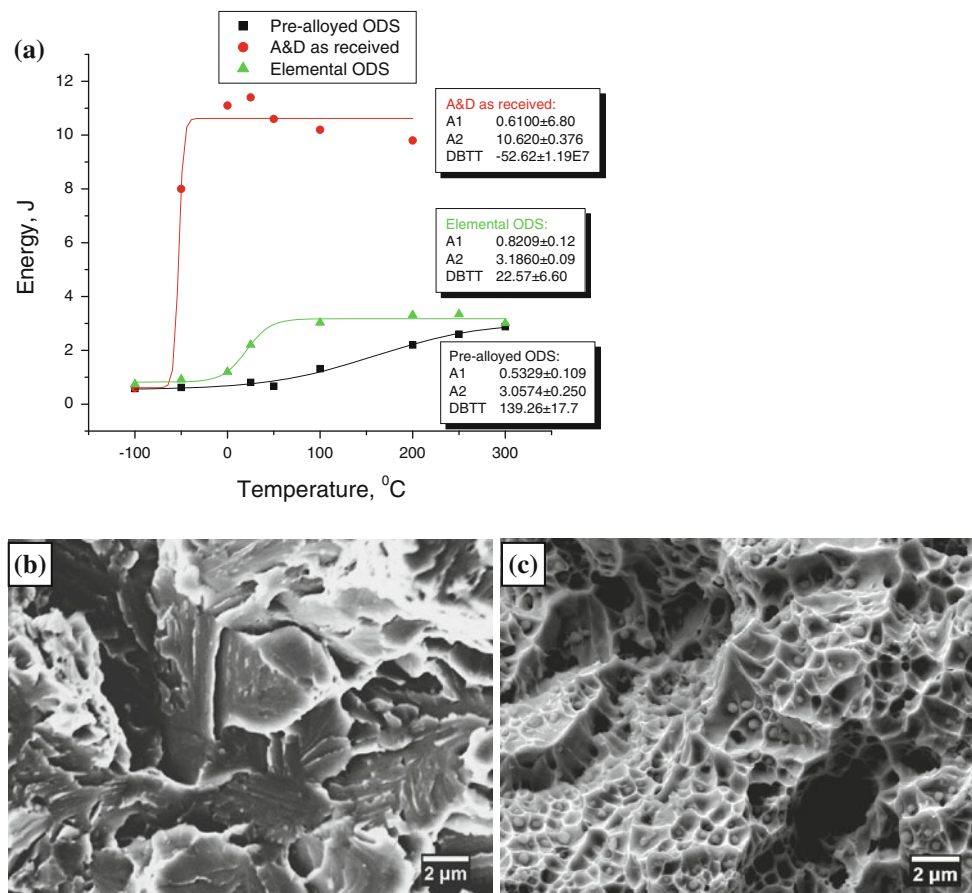 (a)
Pre-alloyed ODS
A&D as received
Elemental ODS
12
10
8
6
4
2
0
Energy, J
-100
0
100
200
300
Temperature, ⁰C
A&D as received:
A1 0.6100±6.80
A2 10.620±0.376
DBTT -52.62±1.19E7
Elemental ODS:
A1 0.8209±0.12
A2 3.1860±0.09
DBTT 22.57±6.60
Pre-alloyed ODS:
A1 0.5329±0.109
A2 3.0574±0.250
DBTT 139.26±17.7
(b)
2 µm
(c)
2 µm